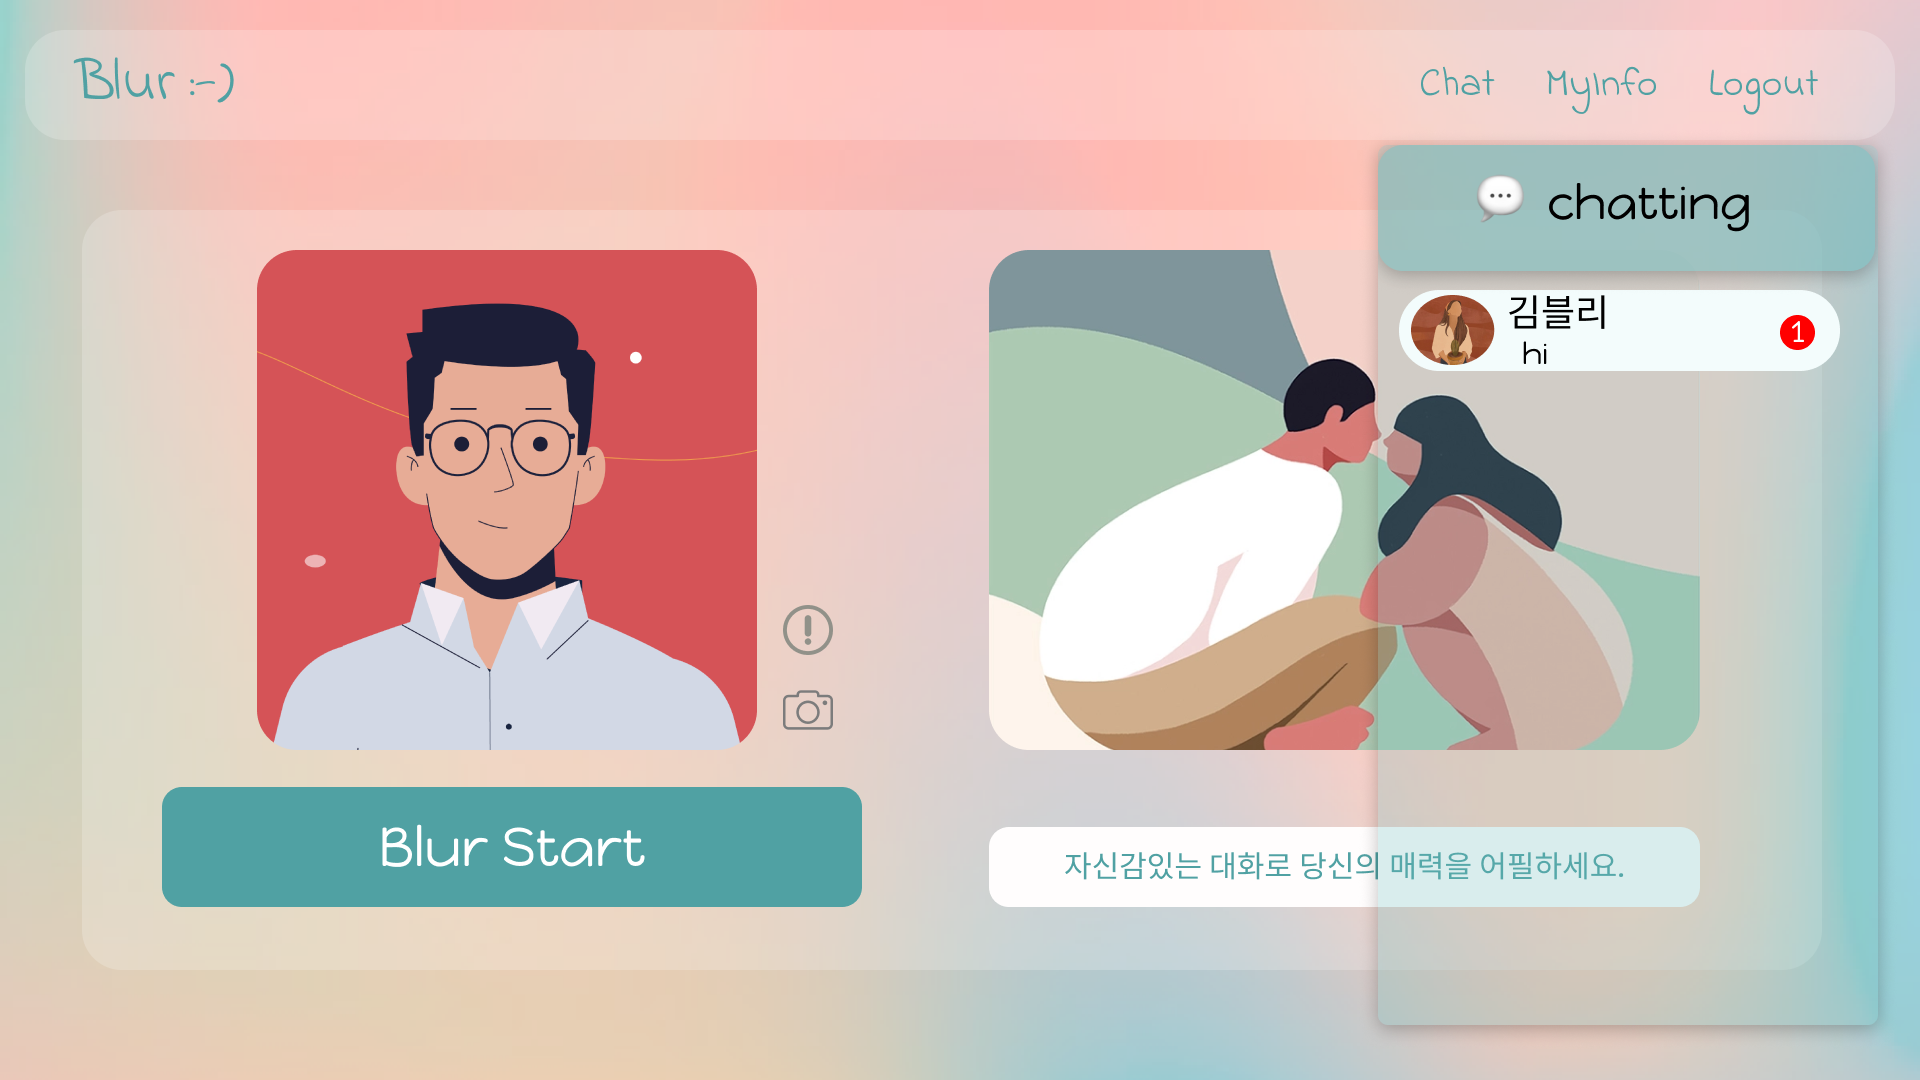 Blur :-)
Chat
MyInfo
Logout
chatting
김블리
hi
1
Blur Start
자신감있는 대화로 당신의 매력을 어필하세요.